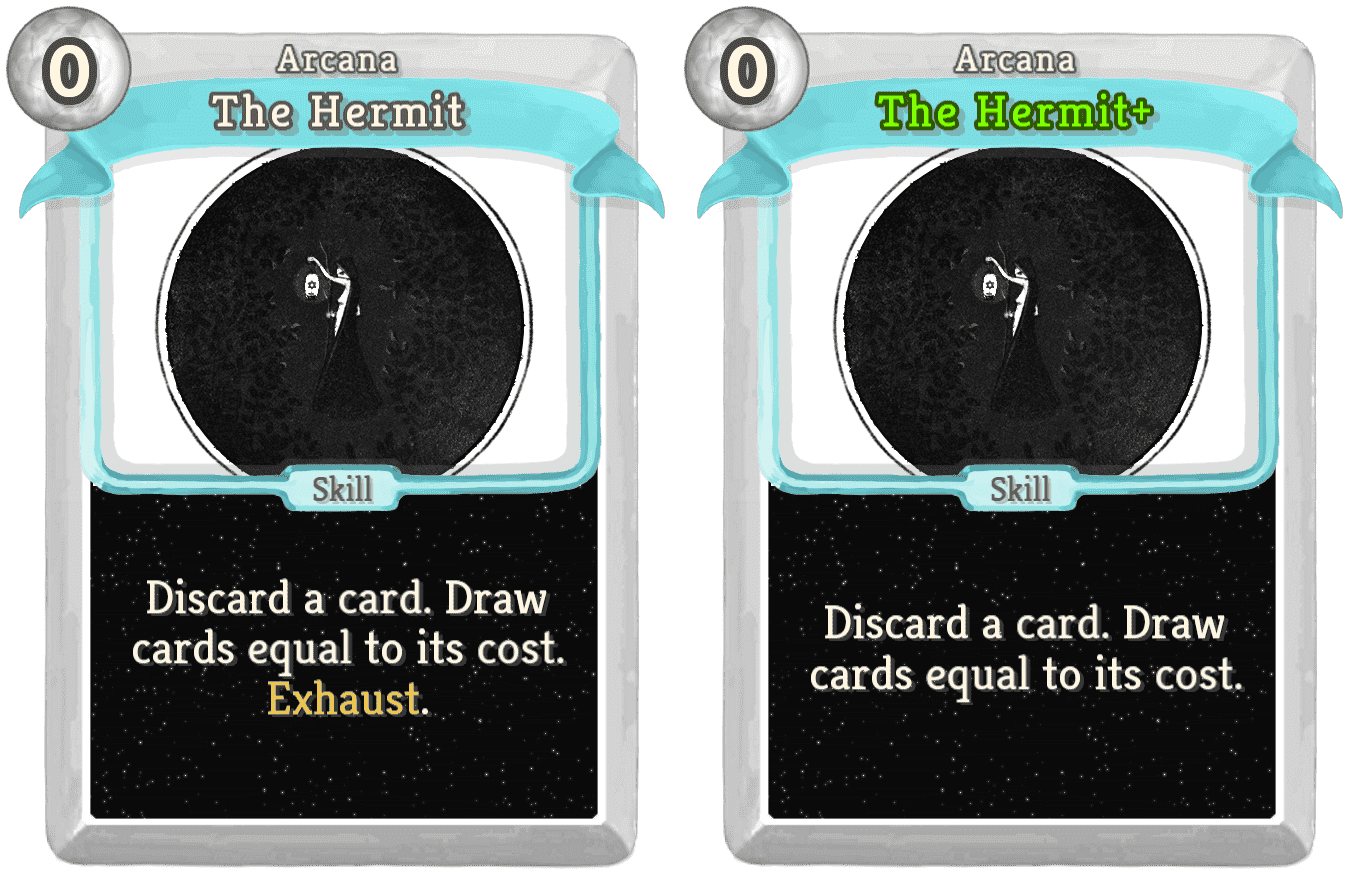 0
Arcana
The Hermit
Skill
Discard a card. Draw
cards equal to its cost.
Exhaust.
0
Arcana
The Hermit+
Skill
Discard a card. Draw
cards equal to its cost.